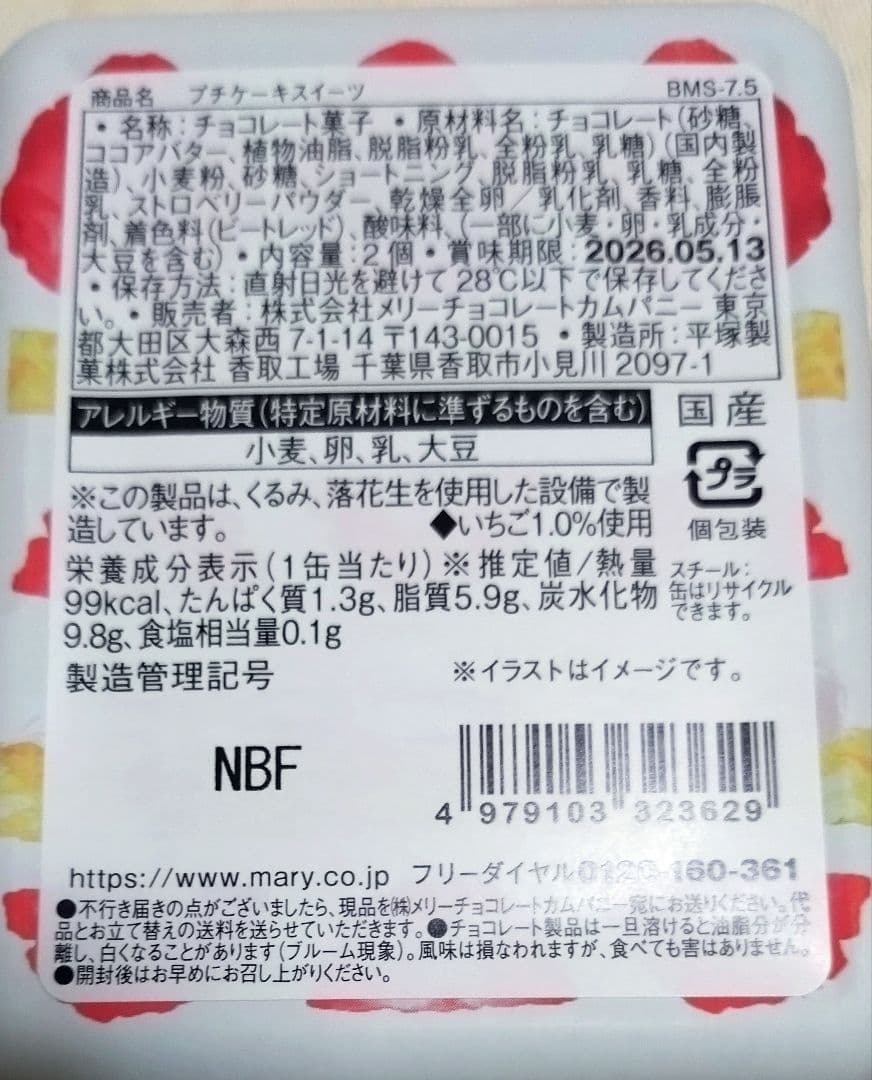 商品名 プチケーキスイーツ BMS-7.5
・名称：チョコレート菓子 ・原材料名：チョコレート（砂糖、
ココアバター、植物油脂、脱脂粉乳、全粉乳、乳糖）（国内製
造）、小麦粉、砂糖、ショートニング、脱脂粉乳、乳糖、全粉
乳、ストロベリーパウダー、乾燥全卵／乳化剤、香料、膨脹
剤、着色料（ビートレッド）、酸味料、（一部に小麦・卵・乳成分・
大豆を含む）・内容量：2個・賞味期限：2026.05.13
・保存方法：直射日光を避けて28℃以下で保存してくださ
い。・販売者：株式会社メリーチョコレートカムパニー 東京
都大田区大森西7-1-14 〒143-0015 ・製造所：平塚製
菓株式会社 香取工場 千葉県香取市小見川2097-1
アレルギー物質（特定原材料に準ずるものを含む）
小麦、卵、乳、大豆
国産
プラ
個包装
※この製品は、くるみ、落花生を使用した設備で製
造しています。 ◆いちご1.0％使用
栄養成分表示（1缶当たり）※推定値/熱量
99kcal、たんぱく質1.3g、脂質5.9g、炭水化物
9.8g、食塩相当量0.1g
スチール：
缶はリサイクル
できます。
製造管理記号 ※イラストはイメージです。
NBF
4 979103 323629
https://www.mary.co.jp フリーダイヤル0120-160-361
●不行き届きの点がございましたら、現品を㈱メリーチョコレートカムパニー宛にお送りください。代
品とお立て替えの送料を送らせていただきます。●チョコレート製品は一旦溶けると油脂分が分
離し、白くなることがあります（ブルーム現象）。風味は損なわれますが、食べても害はありません。
●開封後はお早めにお召し上がりください。